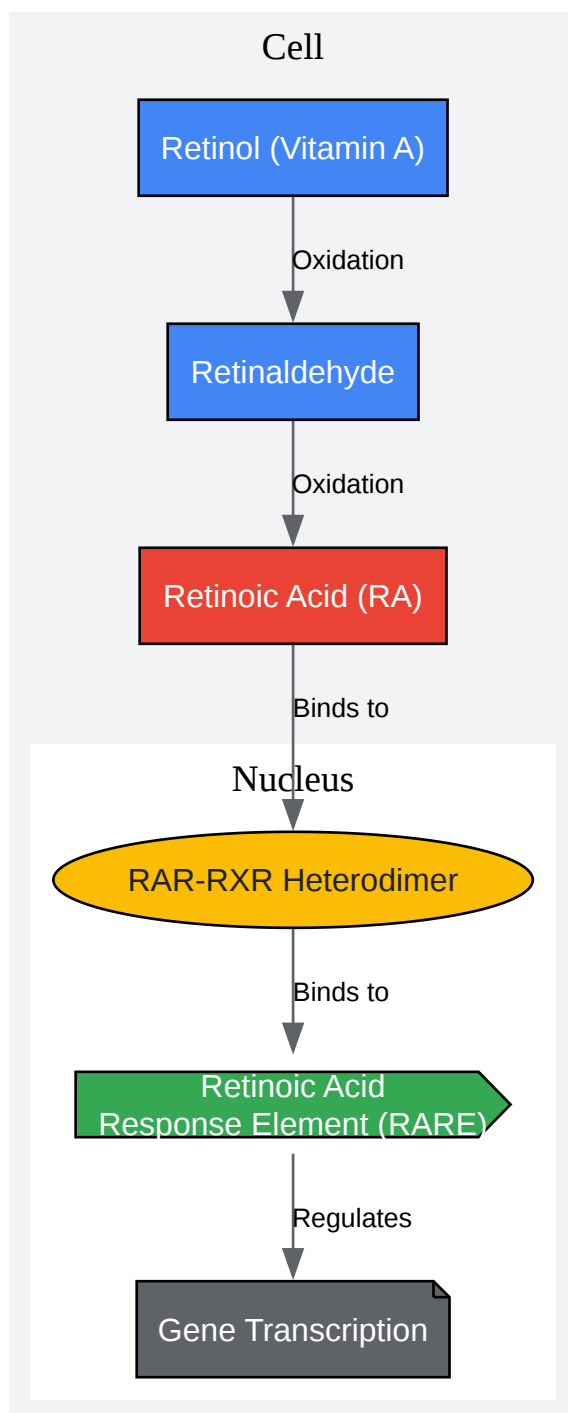 Cell
Retinol (Vitamin A)
Oxidation
Retinaldehyde
Oxidation
Retinoic Acid (RA)
Binds to
Nucleus
RAR-RXR Heterodimer
Binds to
Retinoic Acid
Response Element (RARE)
Regulates
Gene Transcription